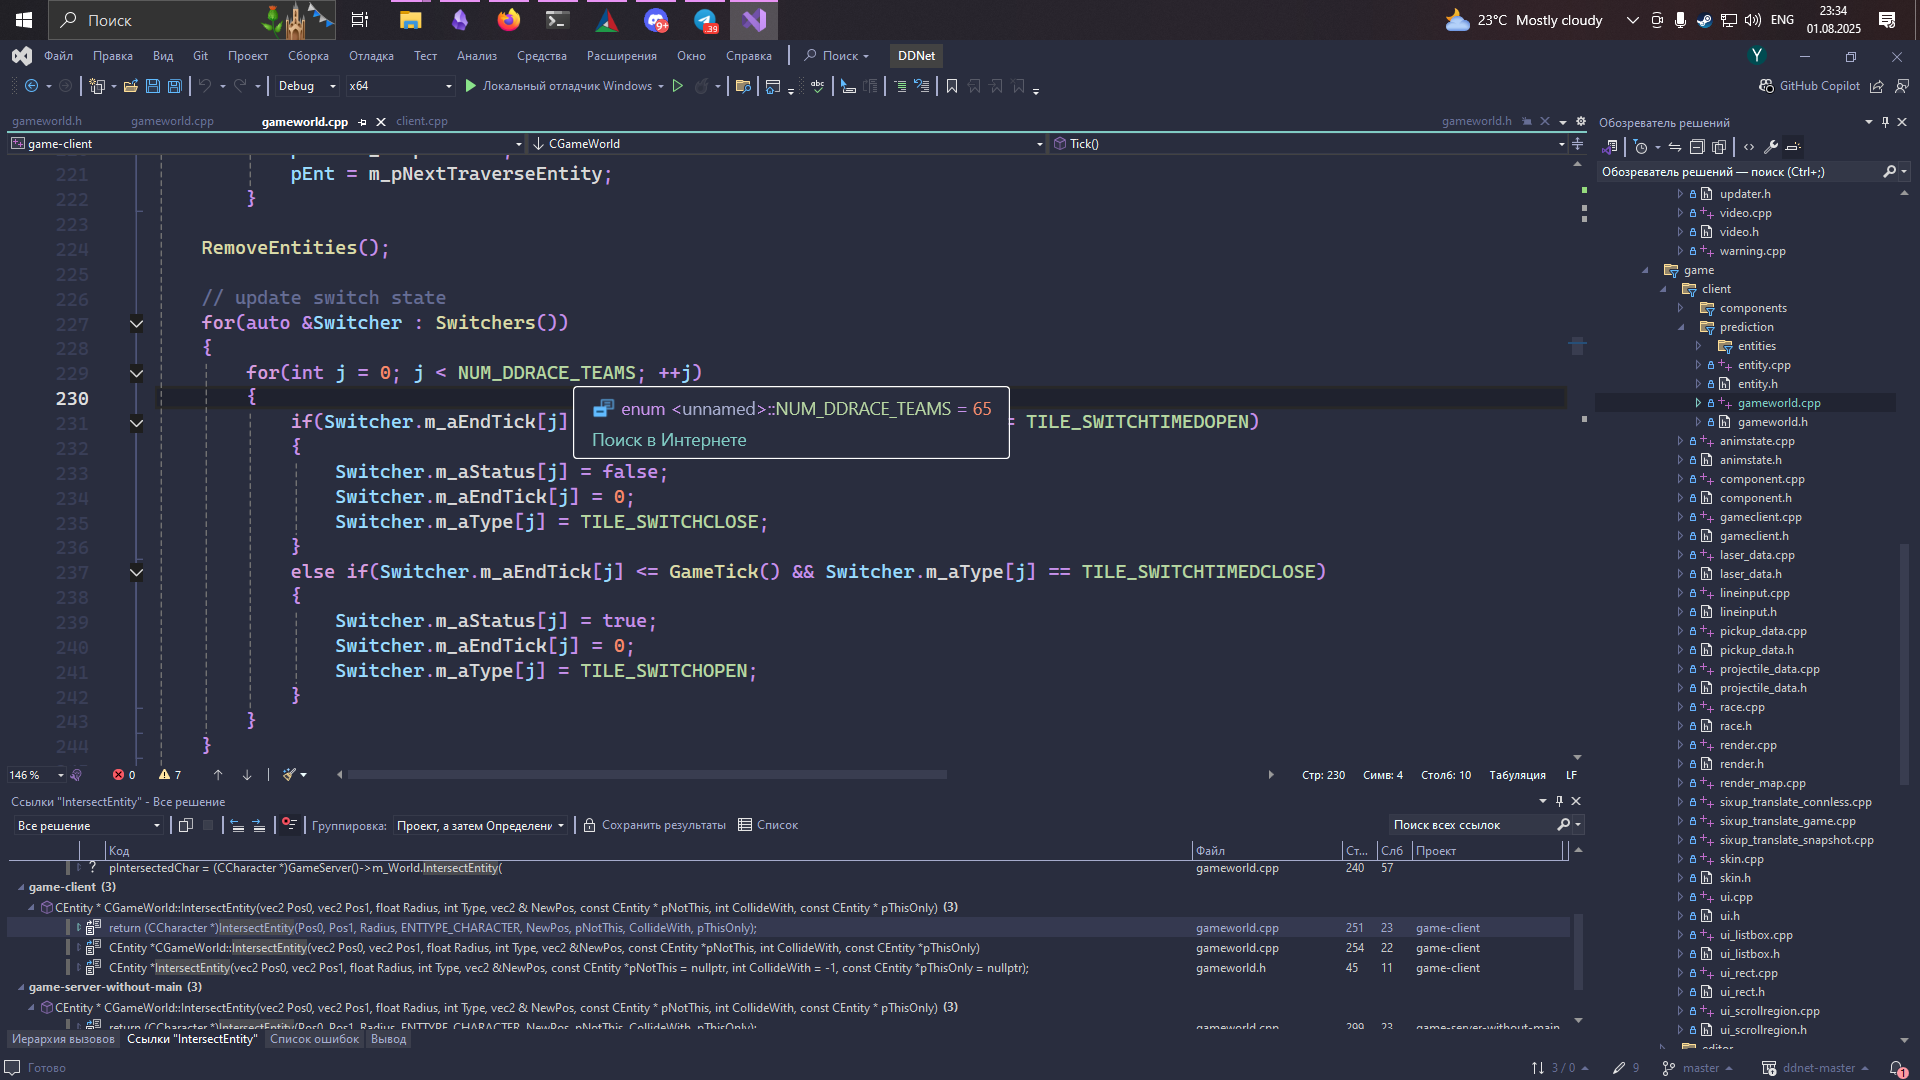 Поиск
.39
9+
23°C Mostly cloudy
ENG
23:34
01.08.2025
Файл Правка Вид Git Проект Сборка Отладка Тест Анализ Средства Расширения Окно Справка Поиск DDNet
Y
Debug x64 Локальный отладчик Windows abc GitHub Copilot
gameworld.h gameworld.cpp gameworld.cpp client.cpp gameworld.h
game-client CGameWorld Tick()
221 pEnt = m_pNextTraverseEntity;
222 }
223
224 RemoveEntities();
225
226 // update switch state
227 for(auto &Switcher : Switchers())
228 {
229 for(int j = 0; j < NUM_DDRACE_TEAMS; ++j)
230 {
enum <unnamed>::NUM_DDRACE_TEAMS = 65
Поиск в Интернете
231 if(Switcher.m_aEndTick[j] = TILE_SWITCHTIMEDOPEN)
232 {
233 Switcher.m_aStatus[j] = false;
234 Switcher.m_aEndTick[j] = 0;
235 Switcher.m_aType[j] = TILE_SWITCHCLOSE;
236 }
237 else if(Switcher.m_aEndTick[j] <= GameTick() && Switcher.m_aType[j] == TILE_SWITCHTIMEDCLOSE)
238 {
239 Switcher.m_aStatus[j] = true;
240 Switcher.m_aEndTick[j] = 0;
241 Switcher.m_aType[j] = TILE_SWITCHOPEN;
242 }
243 }
244 }
146 % 0 7 Стр: 230 Симв: 4 Столб: 10 Табуляция LF
Ссылки "IntersectEntity" - Все решение
Все решение Группировка: Проект, а затем Определени Сохранить результаты Список Поиск всех ссылок
Код Файл Ст... Слб Проект
? pIntersectedChar = (CCharacter *)GameServer()->m_World.IntersectEntity( gameworld.cpp 240 57
game-client (3)
CEntity * CGameWorld::IntersectEntity(vec2 Pos0, vec2 Pos1, float Radius, int Type, vec2 & NewPos, const CEntity * pNotThis, int CollideWith, const CEntity * pThisOnly) (3)
return (CCharacter *)IntersectEntity(Pos0, Pos1, Radius, ENTTYPE_CHARACTER, NewPos, pNotThis, CollideWith, pThisOnly); gameworld.cpp 251 23 game-client
CEntity *CGameWorld::IntersectEntity(vec2 Pos0, vec2 Pos1, float Radius, int Type, vec2 &NewPos, const CEntity *pNotThis, int CollideWith, const CEntity *pThisOnly) gameworld.cpp 254 22 game-client
CEntity *IntersectEntity(vec2 Pos0, vec2 Pos1, float Radius, int Type, vec2 &NewPos, const CEntity *pNotThis = nullptr, int CollideWith = -1, const CEntity *pThisOnly = nullptr); gameworld.h 45 11 game-client
game-server-without-main (3)
CEntity * CGameWorld::IntersectEntity(vec2 Pos0, vec2 Pos1, float Radius, int Type, vec2 & NewPos, const CEntity * pNotThis, int CollideWith, const CEntity * pThisOnly) (3)
return (CCharacter *)IntersectEntity(Pos0, Pos1, Radius, ENTTYPE_CHARACTER, NewPos, pNotThis, CollideWith, pThisOnly); gameworld.cpp 299 23 game-server-without-main
Иерархия вызовов Ссылки "IntersectEntity" Список ошибок Вывод
Готово 3 / 0 9 master ddnet-master 1
Обозреватель решений
Обозреватель решений — поиск (Ctrl+;)
updater.h
video.cpp
video.h
warning.cpp
game
client
components
prediction
entities
entity.cpp
entity.h
gameworld.cpp
gameworld.h
animstate.cpp
animstate.h
component.cpp
component.h
gameclient.cpp
gameclient.h
laser_data.cpp
laser_data.h
lineinput.cpp
lineinput.h
pickup_data.cpp
pickup_data.h
projectile_data.cpp
projectile_data.h
race.cpp
race.h
render.cpp
render.h
render_map.cpp
sixup_translate_connless.cpp
sixup_translate_game.cpp
sixup_translate_snapshot.cpp
skin.cpp
skin.h
ui.cpp
ui.h
ui_listbox.cpp
ui_listbox.h
ui_rect.cpp
ui_rect.h
ui_scrollregion.cpp
ui_scrollregion.h
editor